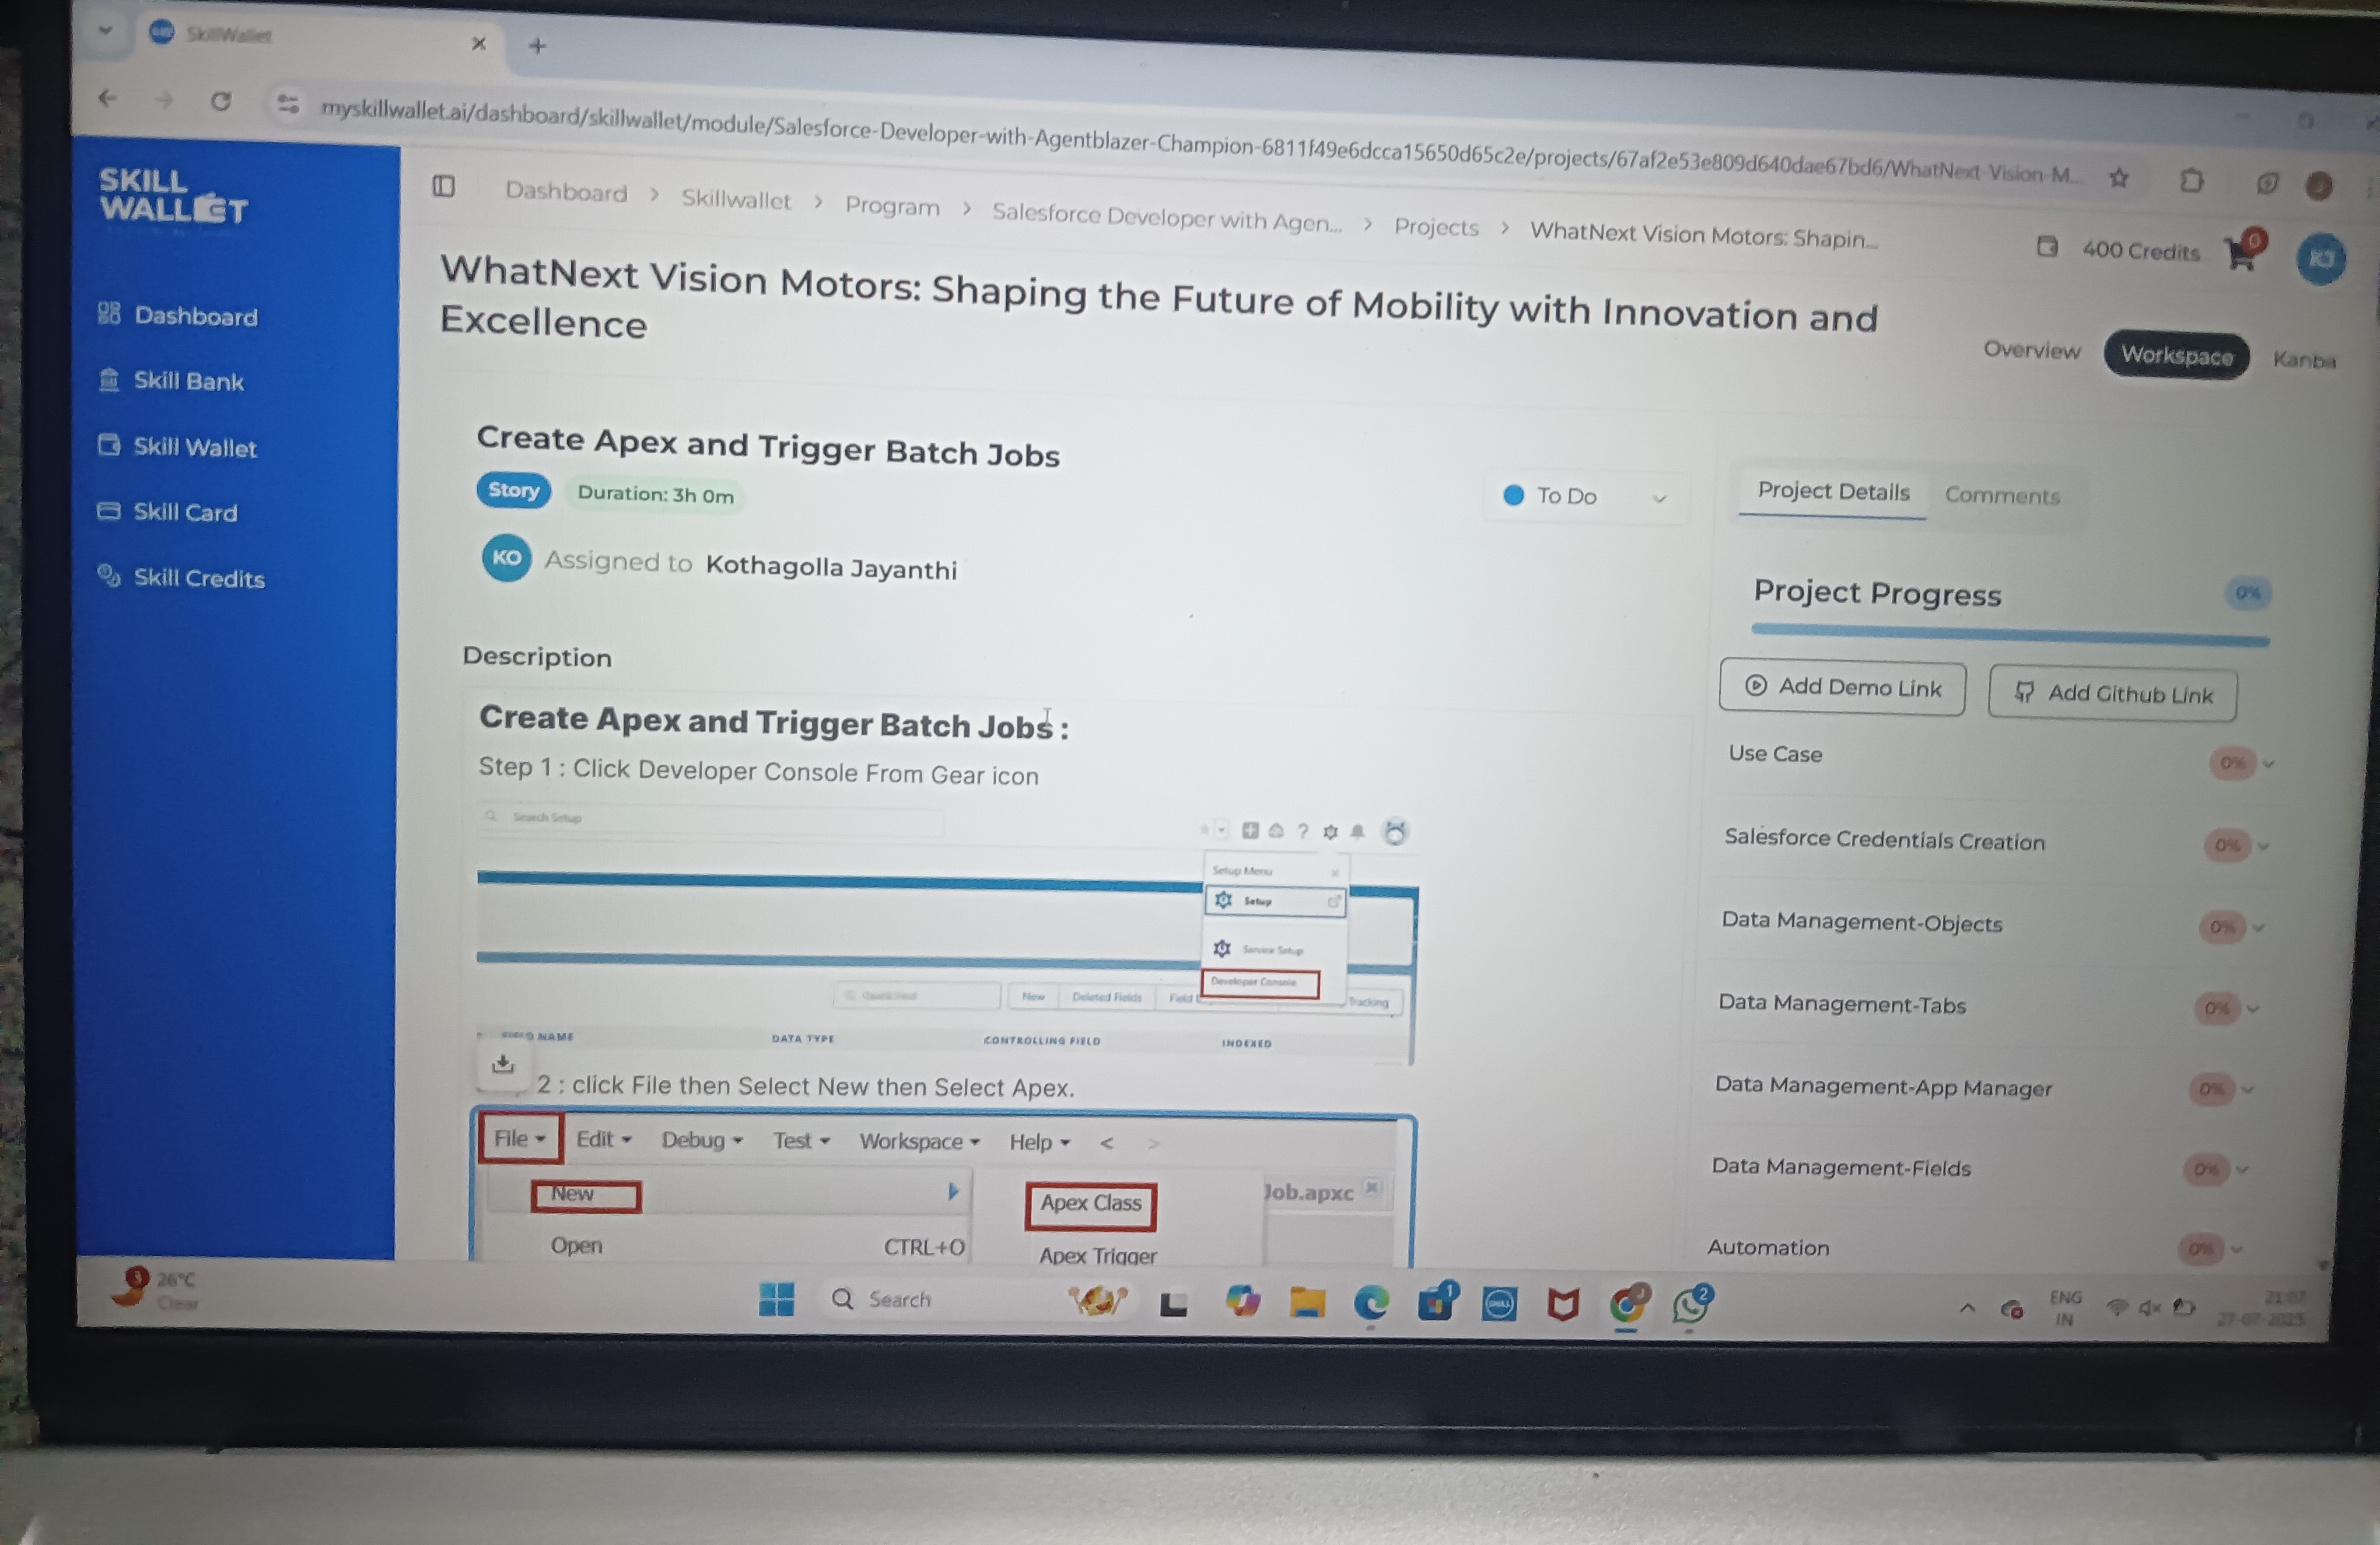 SkillWallet
myskillwallet.ai/dashboard/skillwallet/module/Salesforce-Developer-with-Agentblazer-Champion-6811f49e6dcca15650d65c2e/projects/67af2e53e809d640dae67bd6/WhatNext-Vision-M...
SKILL
WALLET
Dashboard > Skillwallet > Program > Salesforce Developer with Agen... > Projects > WhatNext Vision Motors: Shapin...
400 Credits
0
WhatNext Vision Motors: Shaping the Future of Mobility with Innovation and
Excellence
Overview
Workspace
Kanba
Dashboard
Skill Bank
Skill Wallet
Skill Card
Skill Credits
Create Apex and Trigger Batch Jobs
Story
Duration: 3h 0m
To Do
KO
Assigned to Kothagolla Jayanthi
Description
Create Apex and Trigger Batch Jobs :
Step 1 : Click Developer Console From Gear icon
Search Setup
Setup Menu
Setup
Service Setup
Developer Console
Quick Find
New
Deleted Fields
Field
Tracking
FIELD NAME
DATA TYPE
CONTROLLING FIELD
INDEXED
2 : click File then Select New then Select Apex.
File
Edit
Debug
Test
Workspace
Help
<
>
New
Apex Class
Job.apxc
Open
CTRL+O
Apex Trigger
Project Details
Comments
Project Progress
0%
Add Demo Link
Add Github Link
Use Case
0%
Salesforce Credentials Creation
0%
Data Management-Objects
0%
Data Management-Tabs
0%
Data Management-App Manager
0%
Data Management-Fields
0%
Automation
0%
3
26°C
Clear
Search
1
2
ENG
IN